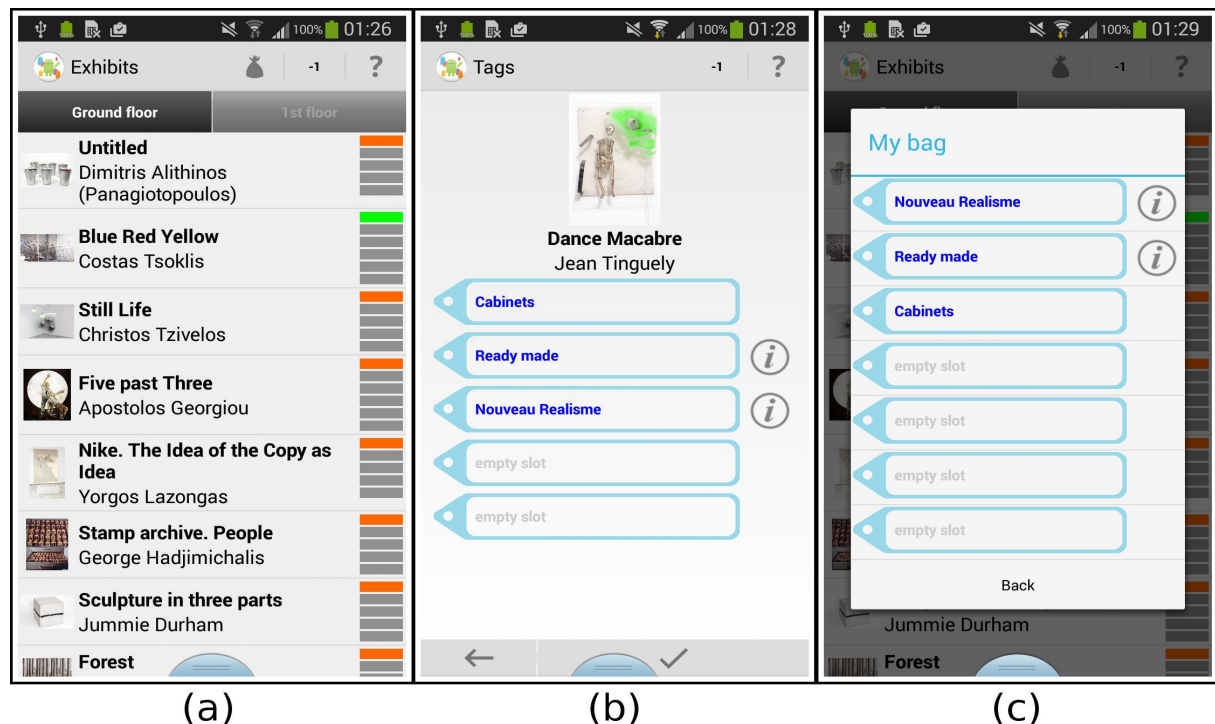 100% 01:26
Exhibits -1 ?
Ground floor 1st floor
Untitled
Dimitris Alithinos
(Panagiotopoulos)
Blue Red Yellow
Costas Tsoklis
Still Life
Christos Tzivelos
Five past Three
Apostolos Georgiou
Nike. The Idea of the Copy as
Idea
Yorgos Lazongas
Stamp archive. People
George Hadjimichalis
Sculpture in three parts
Jummie Durham
Forest
(a)
100% 01:28
Tags -1 ?
Dance Macabre
Jean Tinguely
Cabinets
Ready made i
Nouveau Realisme i
empty slot
empty slot
(b)
100% 01:29
Exhibits -1 ?
My bag
Nouveau Realisme i
Ready made i
Cabinets
empty slot
empty slot
empty slot
empty slot
Back
Jummie Durham
Forest
(c)